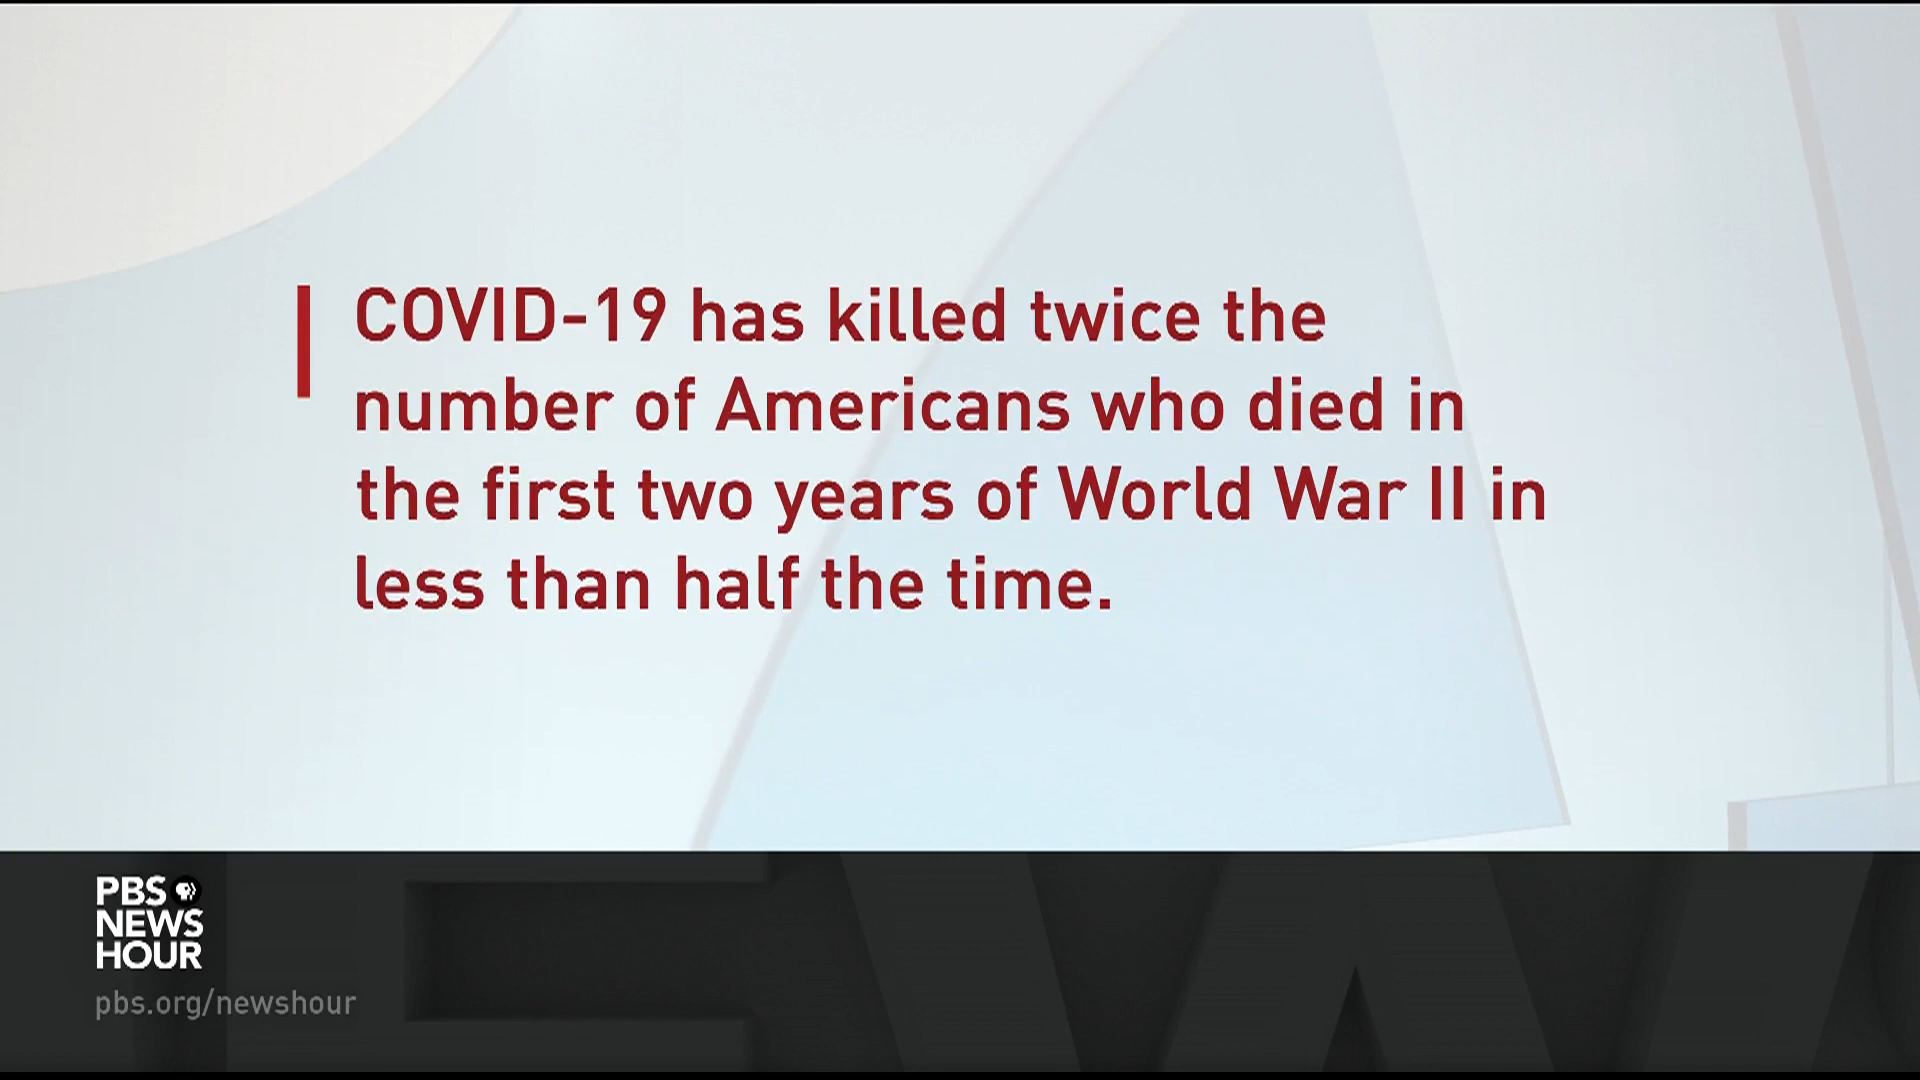 COVID-19 has killed twice the
number of Americans who died in
the first two years of World War II in
less than half the time.
PBS
NEWS
HOUR
pbs.org/newshour